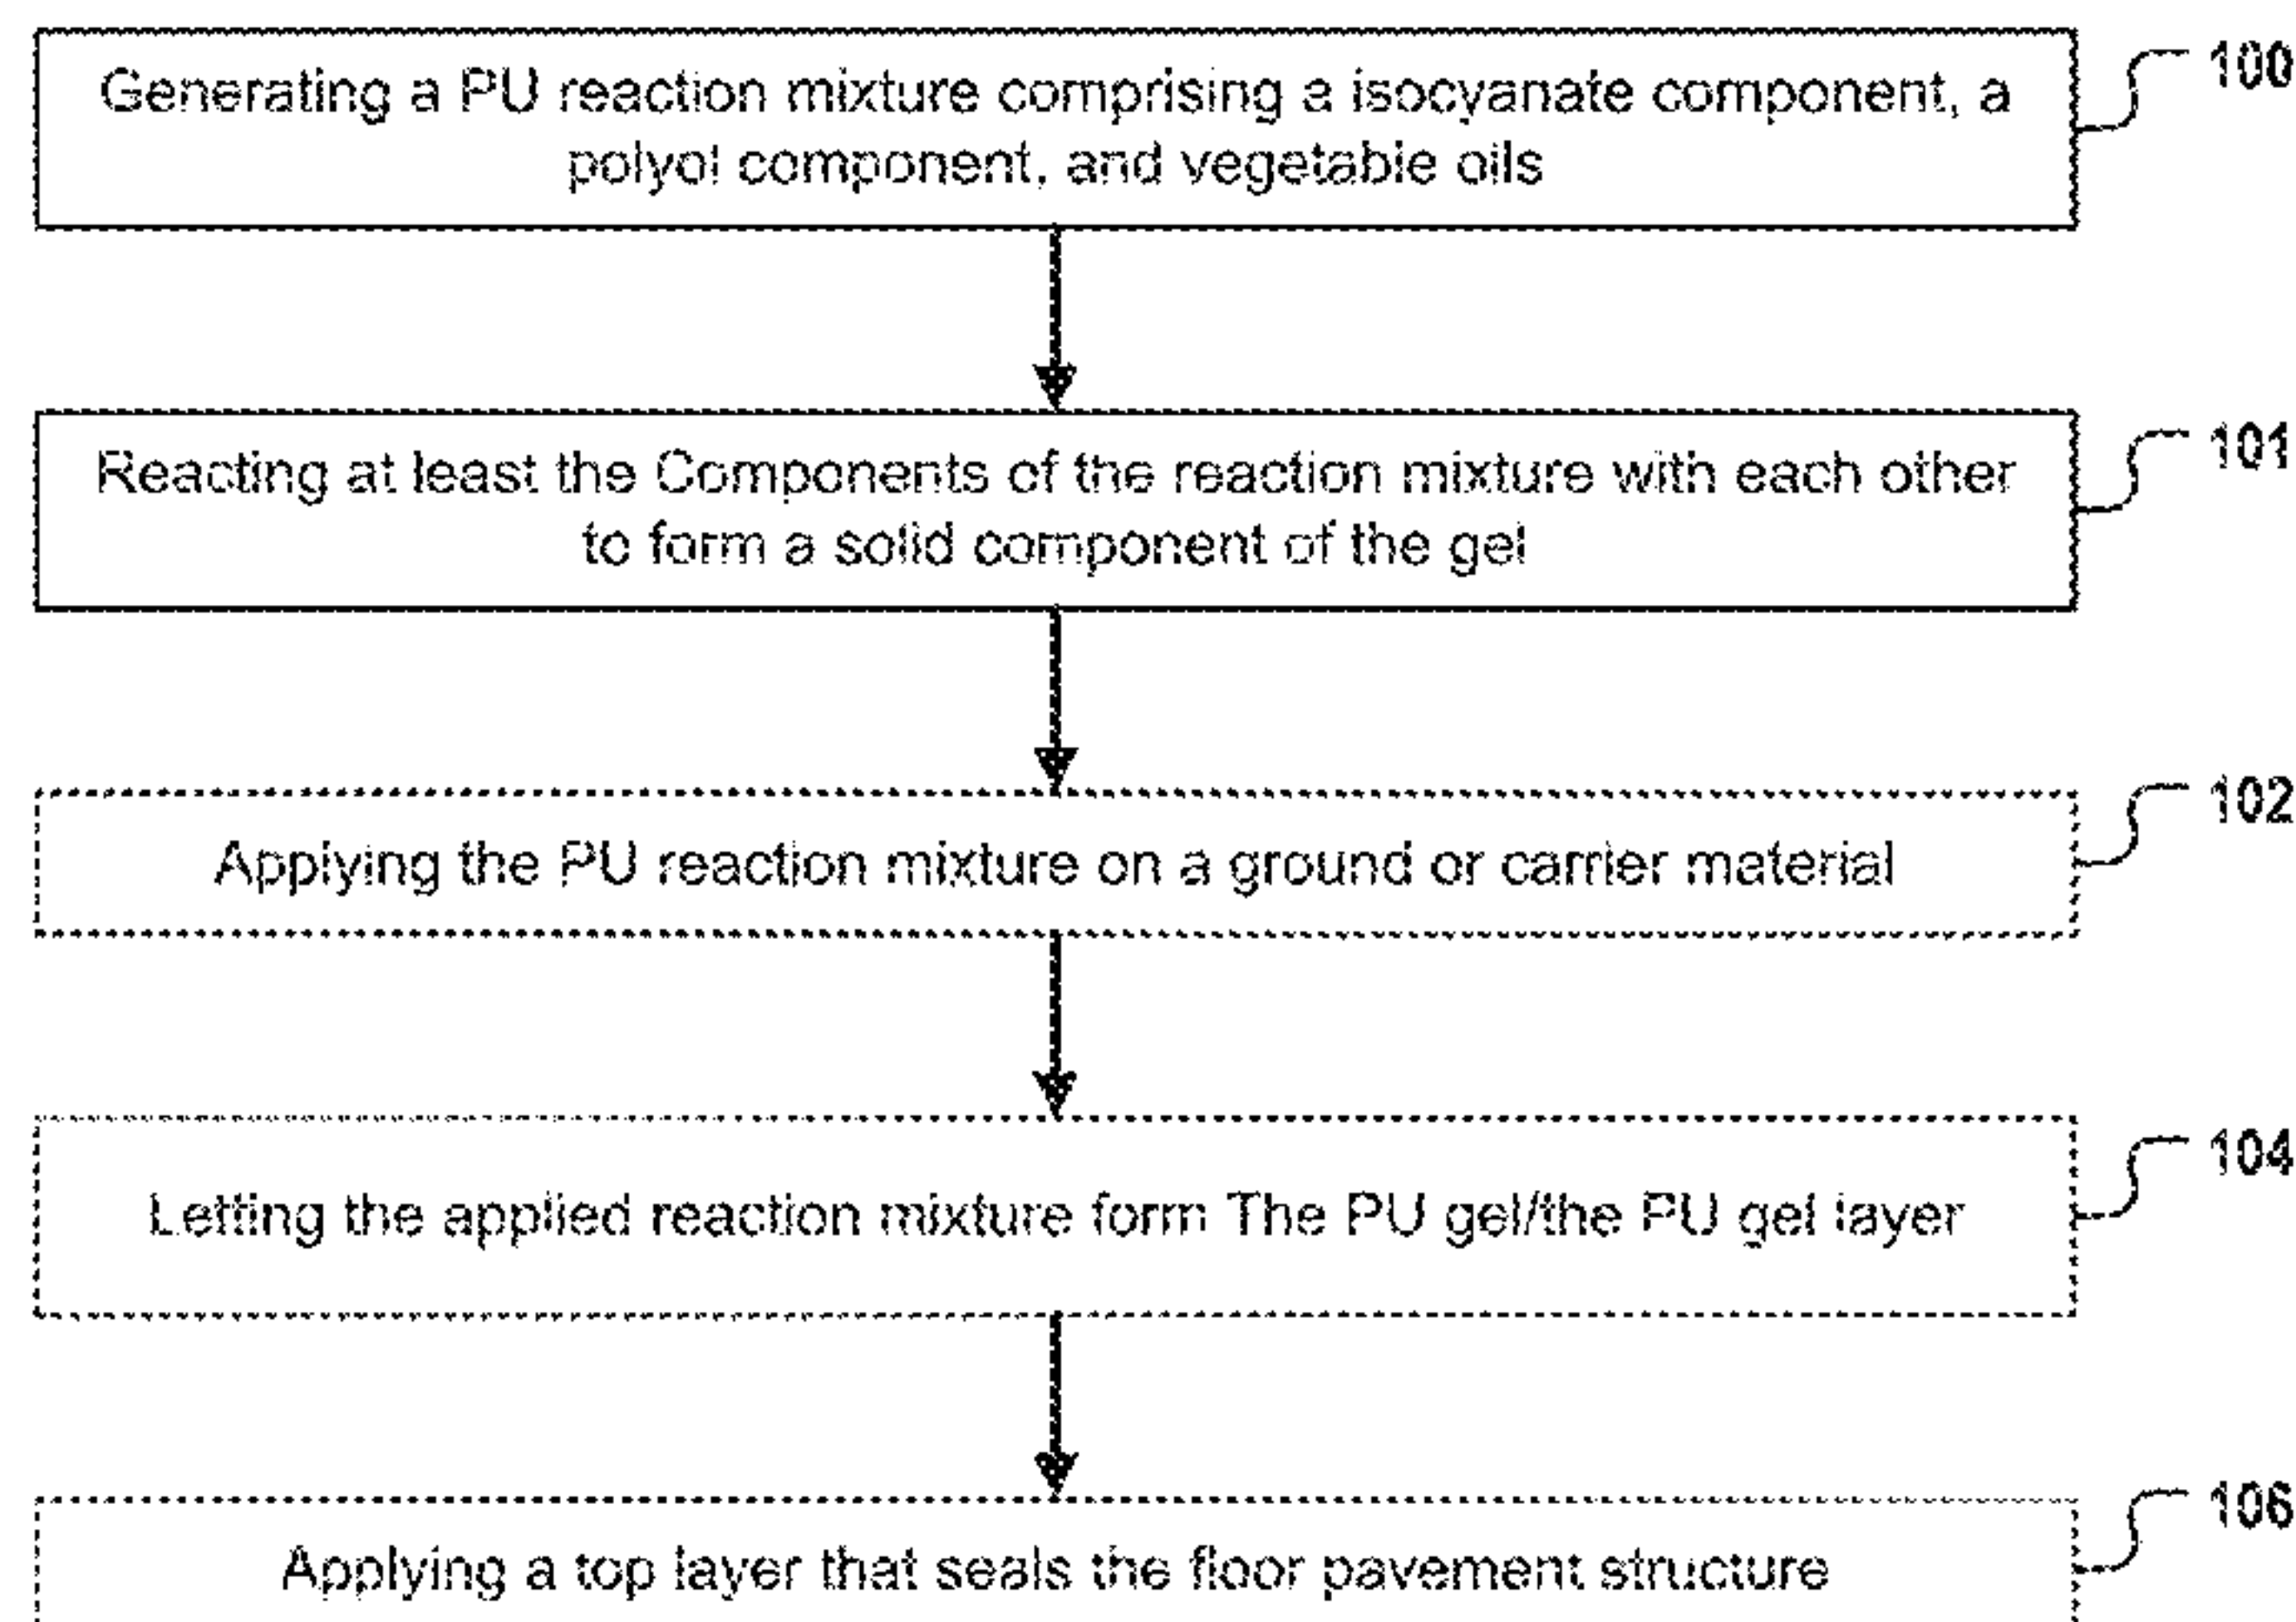 Generating a PU reaction mixture comprising a isocyanate component, a
polyol component, and vegetable oils
100
Reacting at least the Components of the reaction mixture with each other
to form a solid component of the gel
101
Applying the PU reaction mixture on a ground or carrier material
102
Letting the applied reaction mixture form The PU gel/the PU gel layer
104
Applying a top layer that seals the floor pavement structure
106